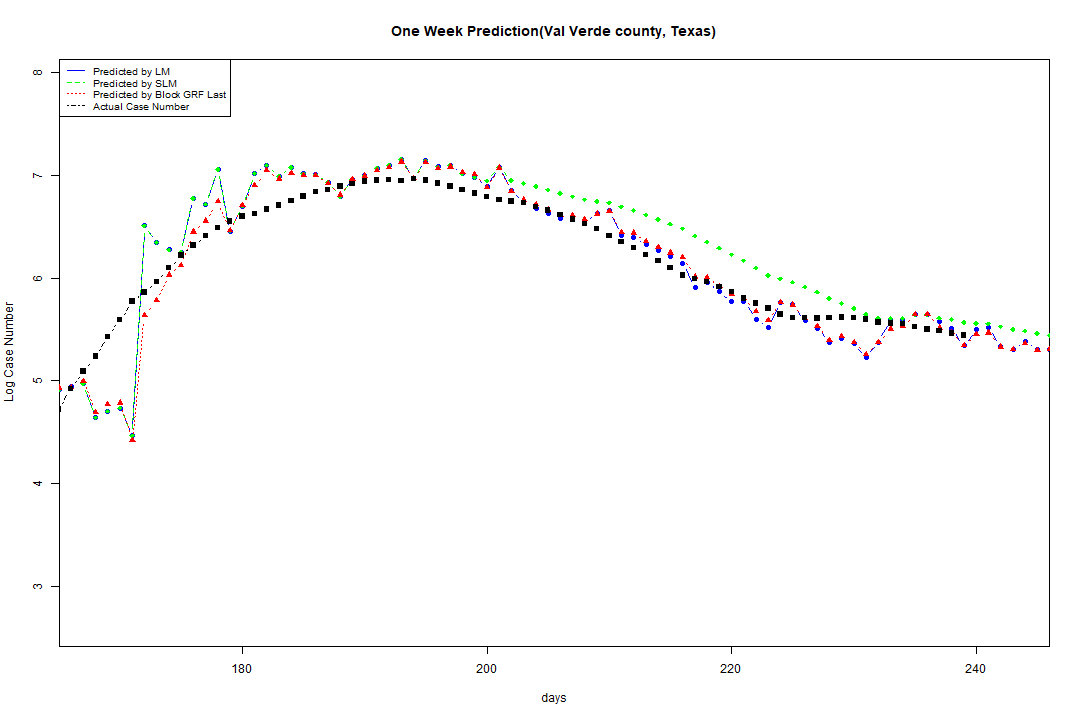 One Week Prediction(Val Verde county, Texas)
Predicted by LM
Predicted by SLM
Predicted by Block GRF Last
Actual Case Number
8
7
6
5
4
3
Log Case Number
180 200 220 240
days